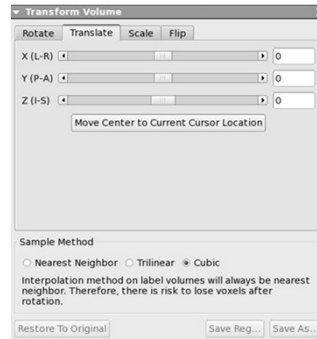 Transform Volume
Rotate Translate Scale Flip
X (L-R) 0
Y (P-A) 0
Z (I-S) 0
Move Center to Current Cursor Location
Sample Method
Nearest Neighbor Trilinear Cubic
Interpolation method on label volumes will always be nearest
neighbor. Therefore, there is risk to lose voxels after
rotation.
Restore To Original Save Reg... Save As...